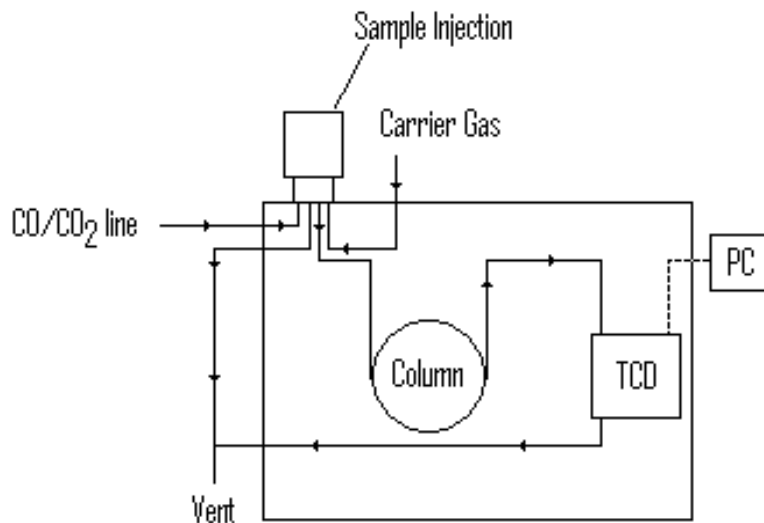 Sample Injection
Carrier Gas
CO/CO2 line
PC
Column
TCD
Vent